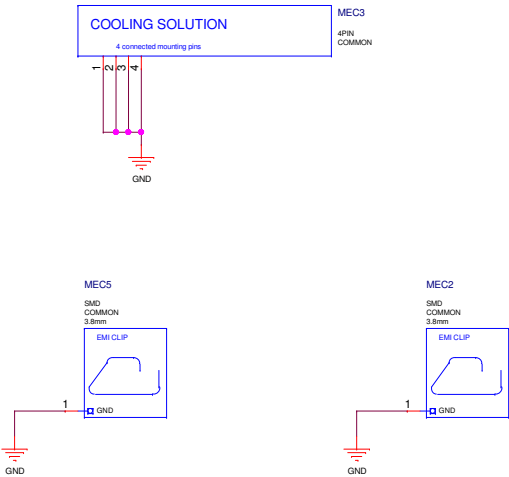 MEC3
COOLING SOLUTION
4PIN
COMMON
4 connected mounting pins
1 2 3 4
GND
MEC5
SMD
COMMON
3.8mm
EMI CLIP
1
GND
GND
MEC2
SMD
COMMON
3.8mm
EMI CLIP
1
GND
GND